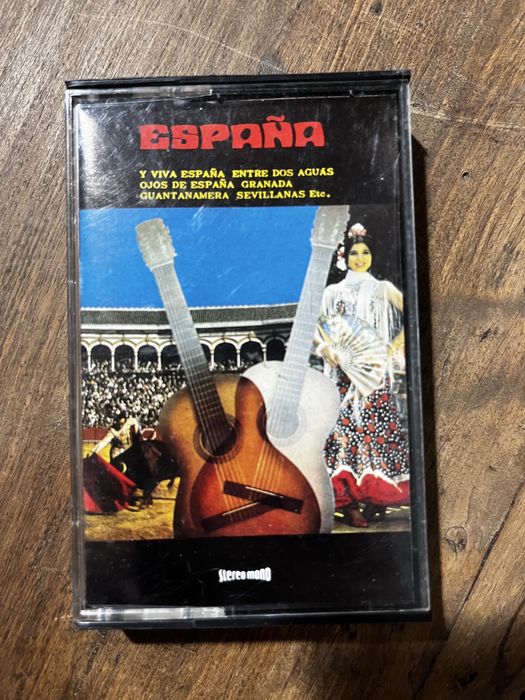 ESPAÑA
Y VIVA ESPAÑA ENTRE DOS AGUAS
OJOS DE ESPAÑA GRANADA
GUANTANAMERA SEVILLANAS Etc.
Stereo mono